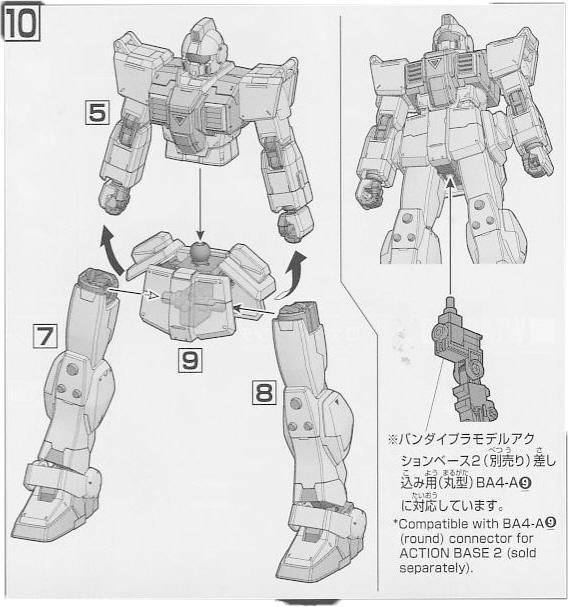 10
5
7
9
8
※バンダイプラモデルアク
ションベース2(別売り)差し
込み用(丸型)BA4-A❾
に対応しています。
*Compatible with BA4-A❾
(round) connector for
ACTION BASE 2 (sold
separately).